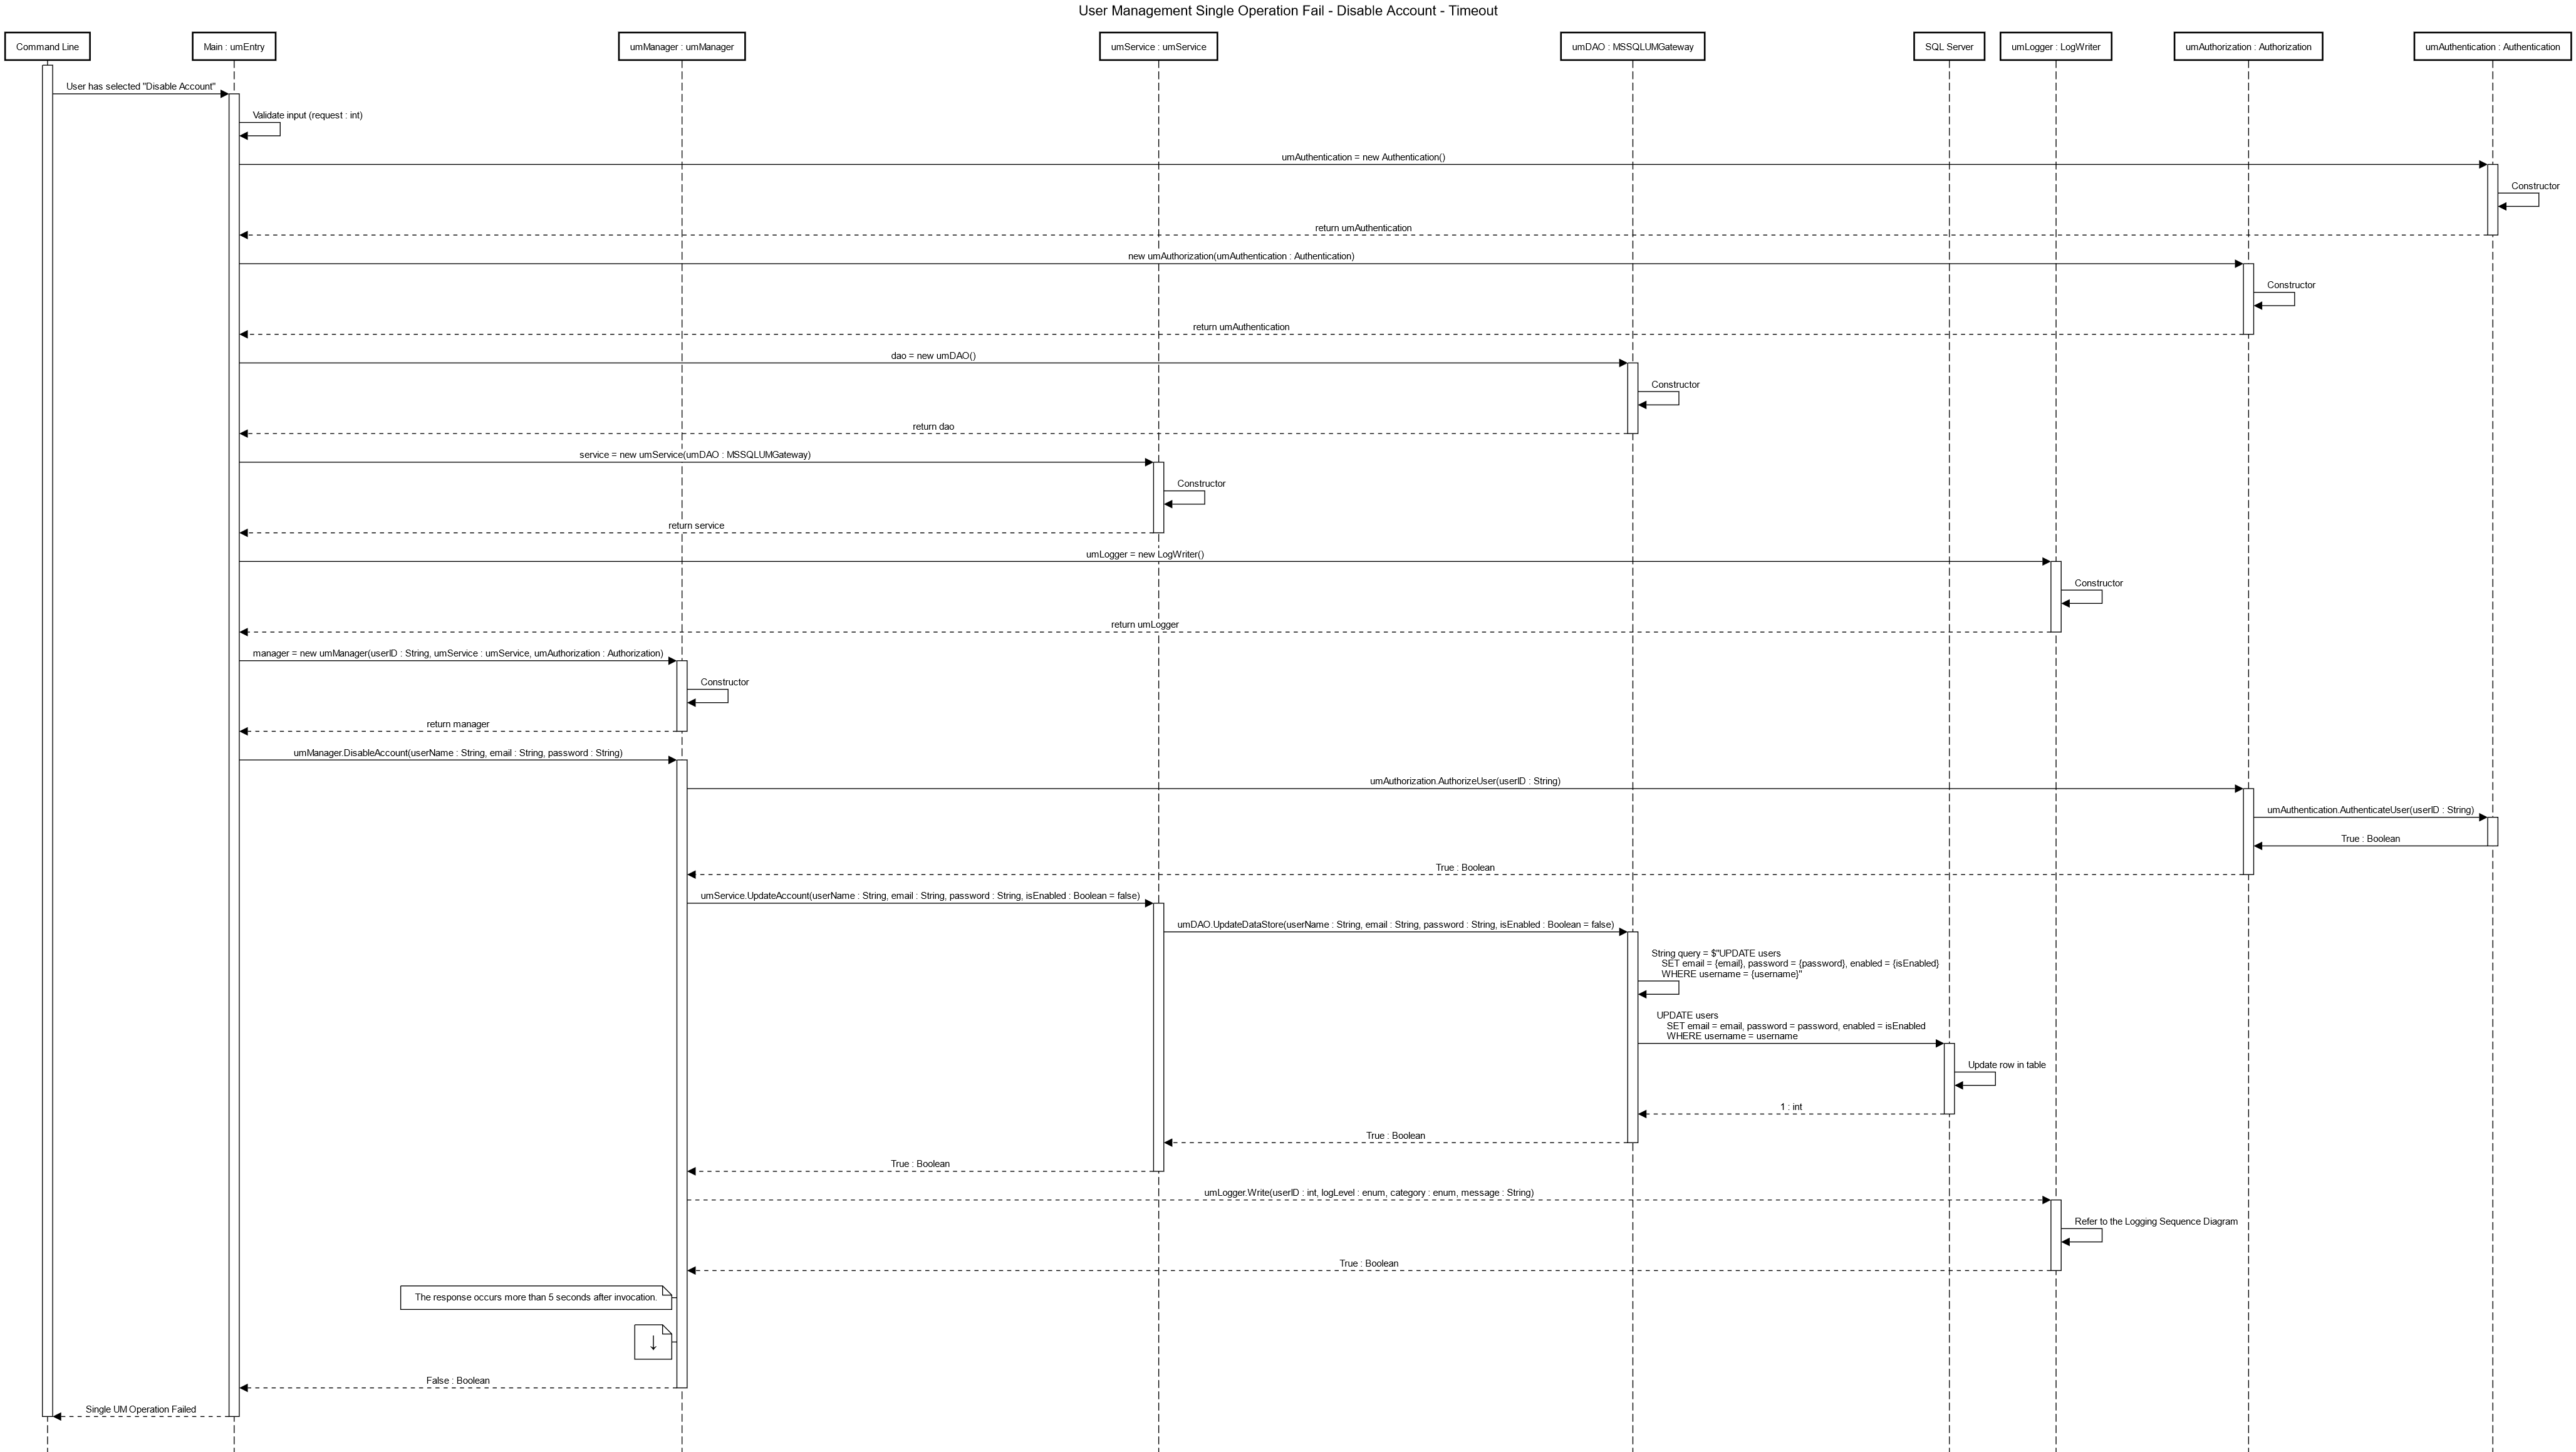 User Management Single Operation Fail - Disable Account - Timeout
Command Line
Main : umEntry
umManager : umManager
umService : umService
umDAO : MSSQLUMGateway
SQL Server
umLogger : LogWriter
umAuthorization : Authorization
umAuthentication : Authentication
User has selected "Disable Account"
Validate input (request : int)
umAuthentication = new Authentication()
Constructor
return umAuthentication
new umAuthorization(umAuthentication : Authentication)
Constructor
return umAuthentication
dao = new umDAO()
Constructor
return dao
service = new umService(umDAO : MSSQLUMGateway)
Constructor
return service
umLogger = new LogWriter()
Constructor
return umLogger
manager = new umManager(userID : String, umService : umService, umAuthorization : Authorization)
Constructor
return manager
umManager.DisableAccount(userName : String, email : String, password : String)
umAuthorization.AuthorizeUser(userID : String)
umAuthentication.AuthenticateUser(userID : String)
True : Boolean
True : Boolean
umService.UpdateAccount(userName : String, email : String, password : String, isEnabled : Boolean = false)
umDAO.UpdateDataStore(userName : String, email : String, password : String, isEnabled : Boolean = false)
String query = $"UPDATE users
SET email = {email}, password = {password}, enabled = {isEnabled}
WHERE username = {username}"
UPDATE users
SET email = email, password = password, enabled = isEnabled
WHERE username = username
Update row in table
1 : int
True : Boolean
True : Boolean
umLogger.Write(userID : int, logLevel : enum, category : enum, message : String)
Refer to the Logging Sequence Diagram
True : Boolean
The response occurs more than 5 seconds after invocation.
↓
False : Boolean
Single UM Operation Failed